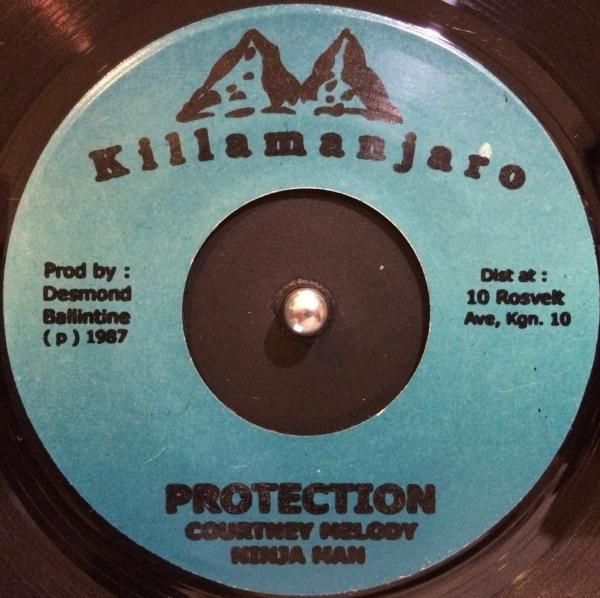 Killamanjaro
Prod by :
Desmond
Ballintine
( p ) 1987
Dist at :
10 Rosvelt
Ave, Kgn. 10
PROTECTION
COURTNEY MELODY
NINJA MAN